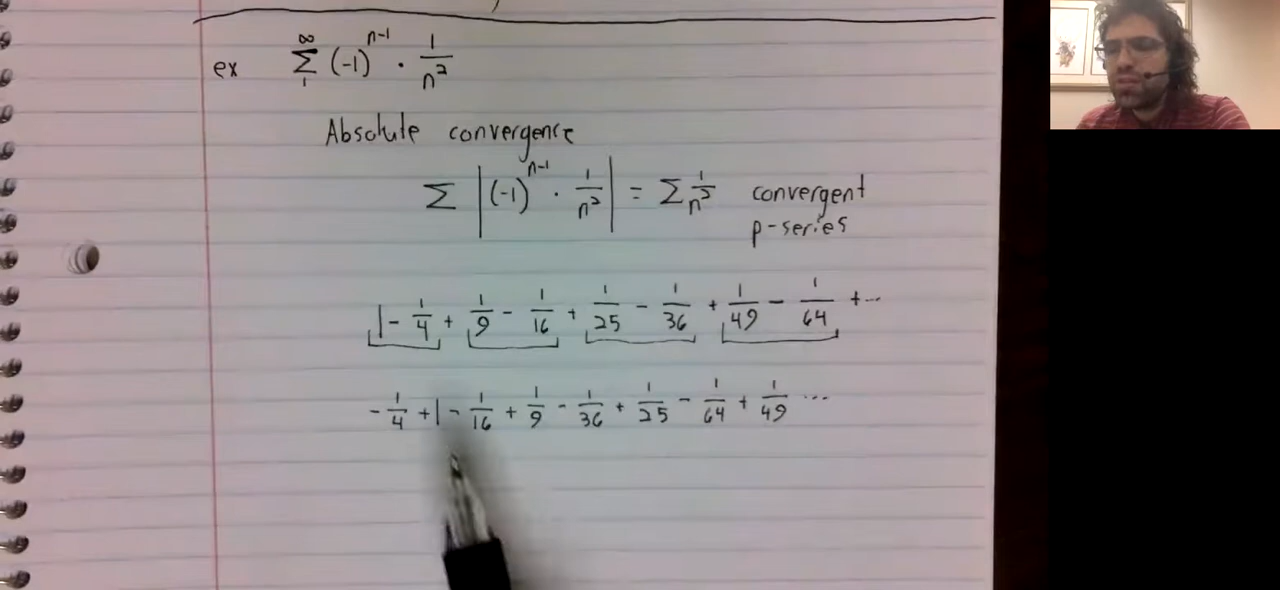 ex ∞ Σ 1 (-1)^{n-1} · 1/n²
Absolute convergence
Σ |(-1)^{n-1} · 1/n²| = Σ 1/n² convergent
p-series
1 - 1/4 + 1/9 - 1/16 + 1/25 - 1/36 + 1/49 - 1/64 + ...
- 1/4 + 1 - 1/16 + 1/9 - 1/36 + 1/25 - 1/64 + 1/49 ...